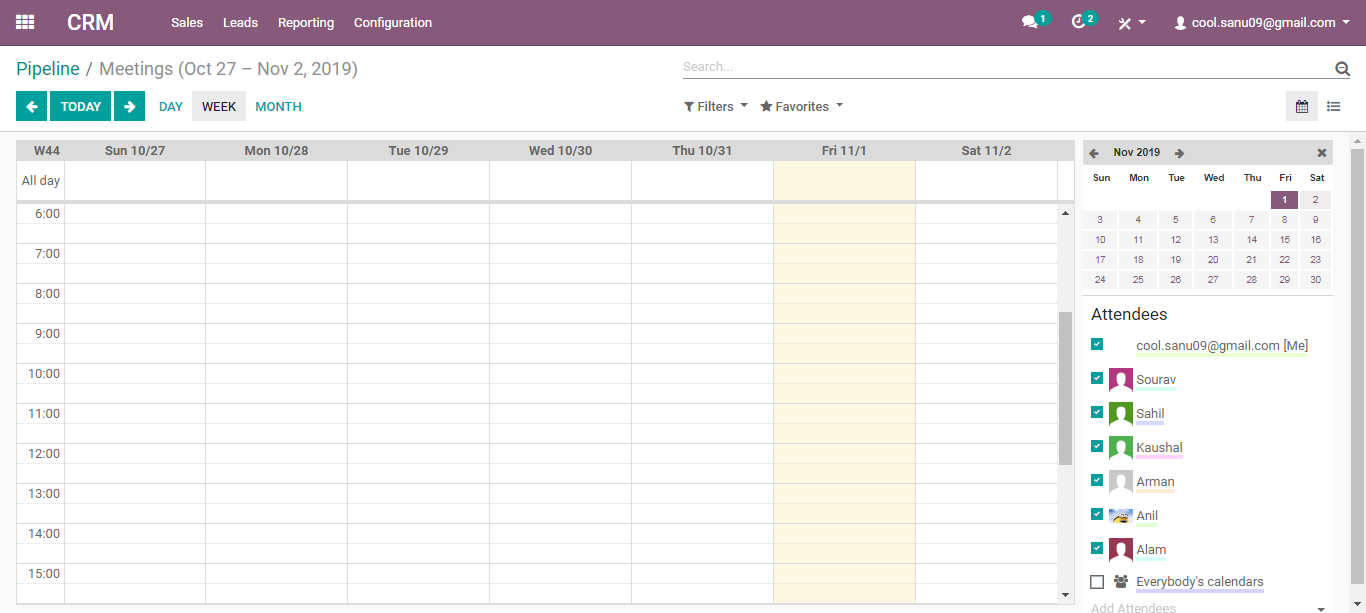 CRM Sales Leads Reporting Configuration 1 2 cool.sanu09@gmail.com
Pipeline / Meetings (Oct 27 – Nov 2, 2019) Search...
TODAY DAY WEEK MONTH Filters Favorites
W44 Sun 10/27 Mon 10/28 Tue 10/29 Wed 10/30 Thu 10/31 Fri 11/1 Sat 11/2
All day
6:00
7:00
8:00
9:00
10:00
11:00
12:00
13:00
14:00
15:00
Nov 2019
Sun Mon Tue Wed Thu Fri Sat
1 2
3 4 5 6 7 8 9
10 11 12 13 14 15 16
17 18 19 20 21 22 23
24 25 26 27 28 29 30
Attendees
cool.sanu09@gmail.com [Me]
Sourav
Sahil
Kaushal
Arman
Anil
Alam
Everybody's calendars
Add Attendees